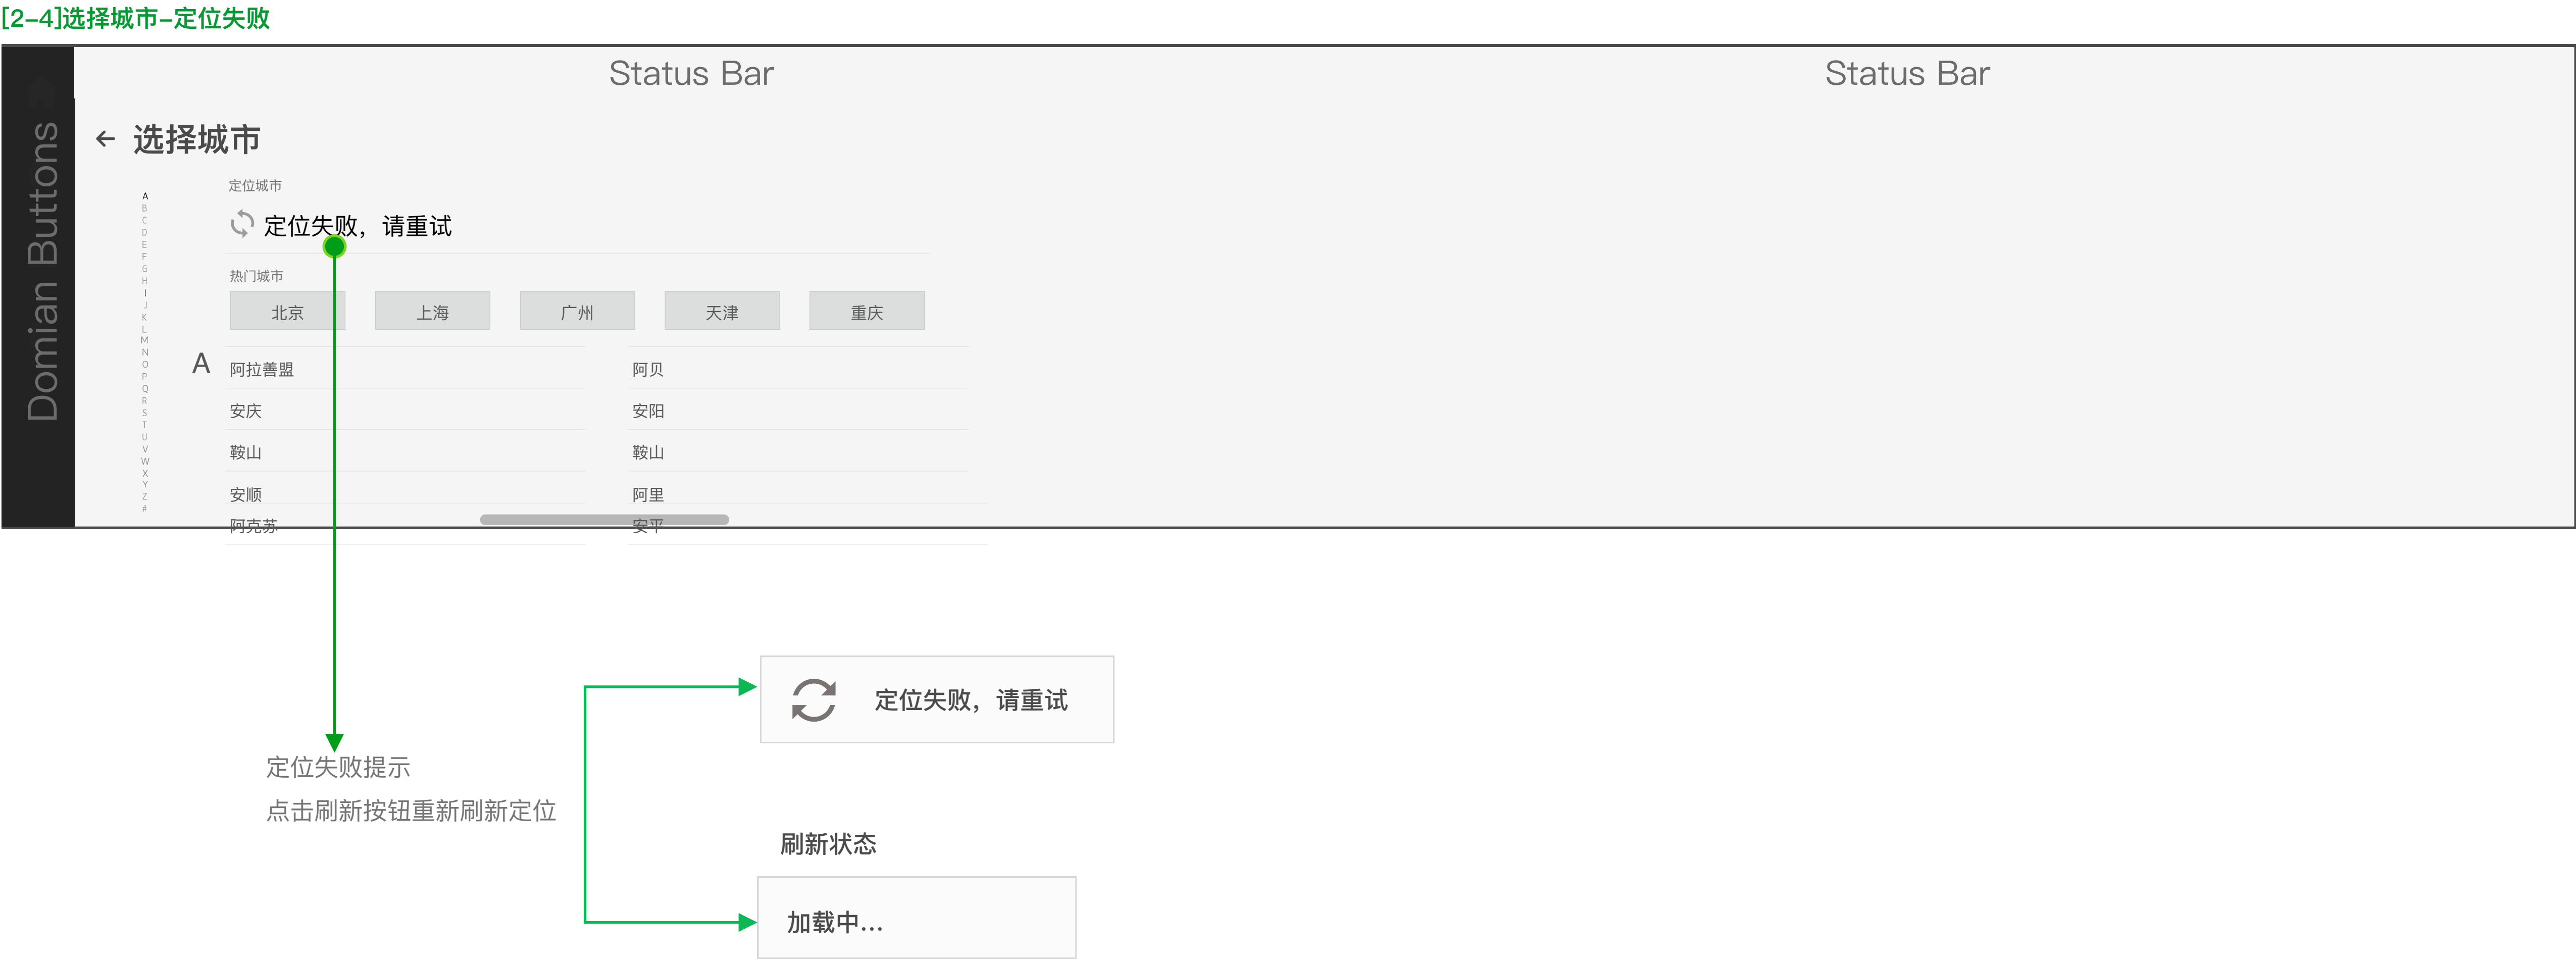 [2-4]选择城市-定位失败
Status Bar
Status Bar
Domian Buttons
选择城市
定位城市
定位失败，请重试
热门城市
北京
上海
广州
天津
重庆
A
B
C
D
E
F
G
H
I
J
K
L
M
N
O
P
Q
R
S
T
U
V
W
X
Y
Z
#
A
阿拉善盟
阿贝
安庆
安阳
鞍山
鞍山
安顺
阿里
阿克苏
安平
定位失败，请重试
定位失败提示
点击刷新按钮重新刷新定位
刷新状态
加载中...